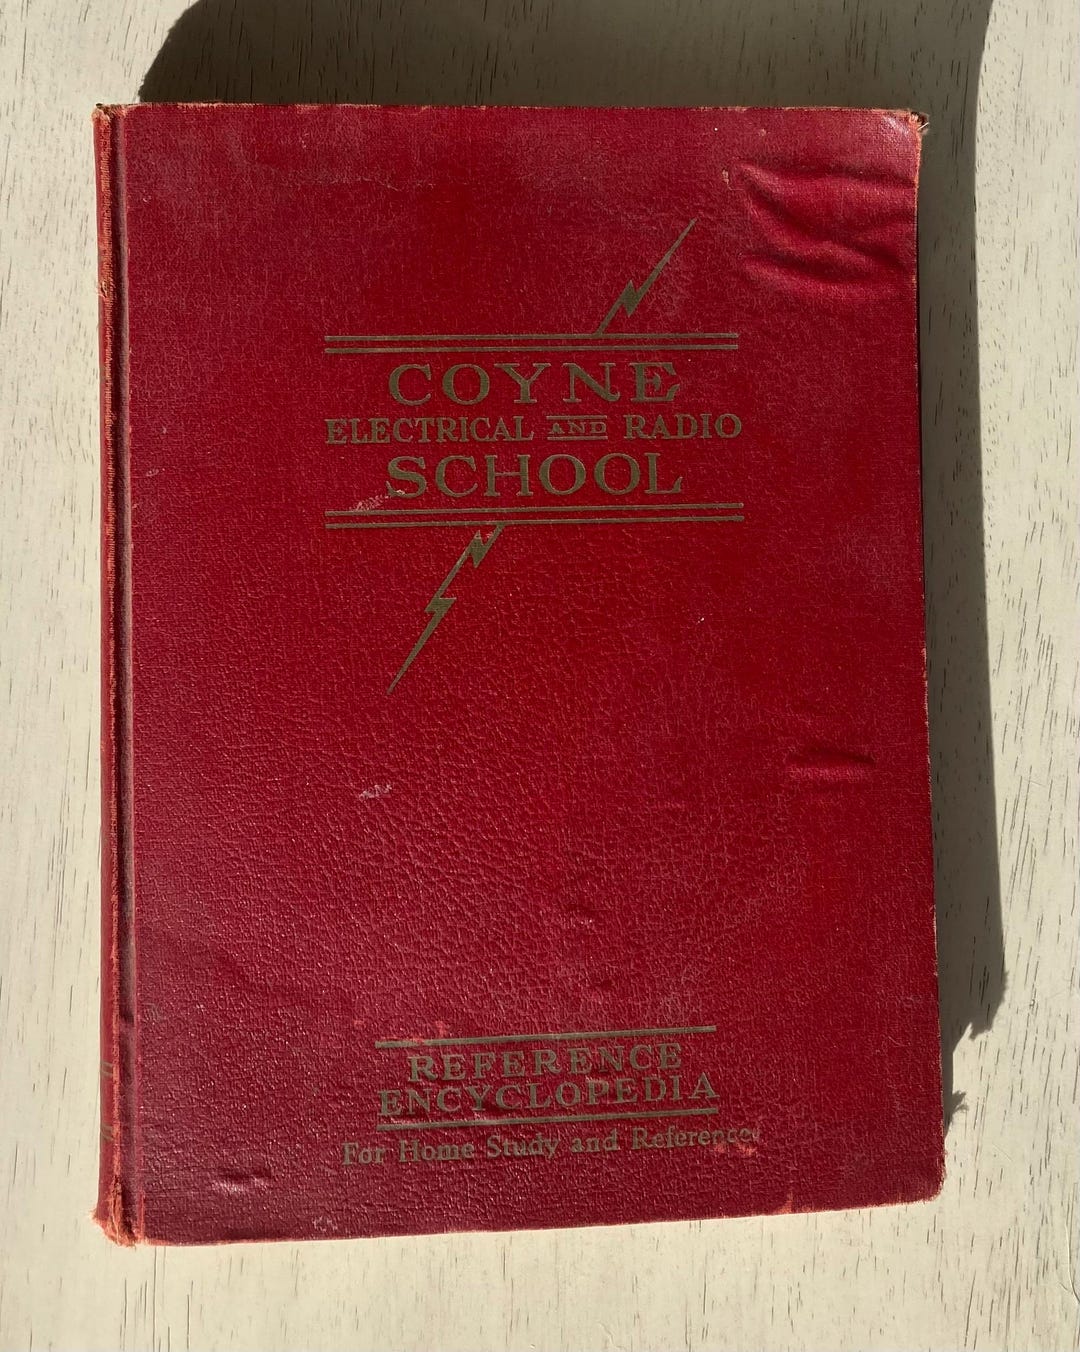 COYNE
ELECTRICAL AND RADIO
SCHOOL
REFERENCE
ENCYCLOPEDIA
For Home Study and Reference